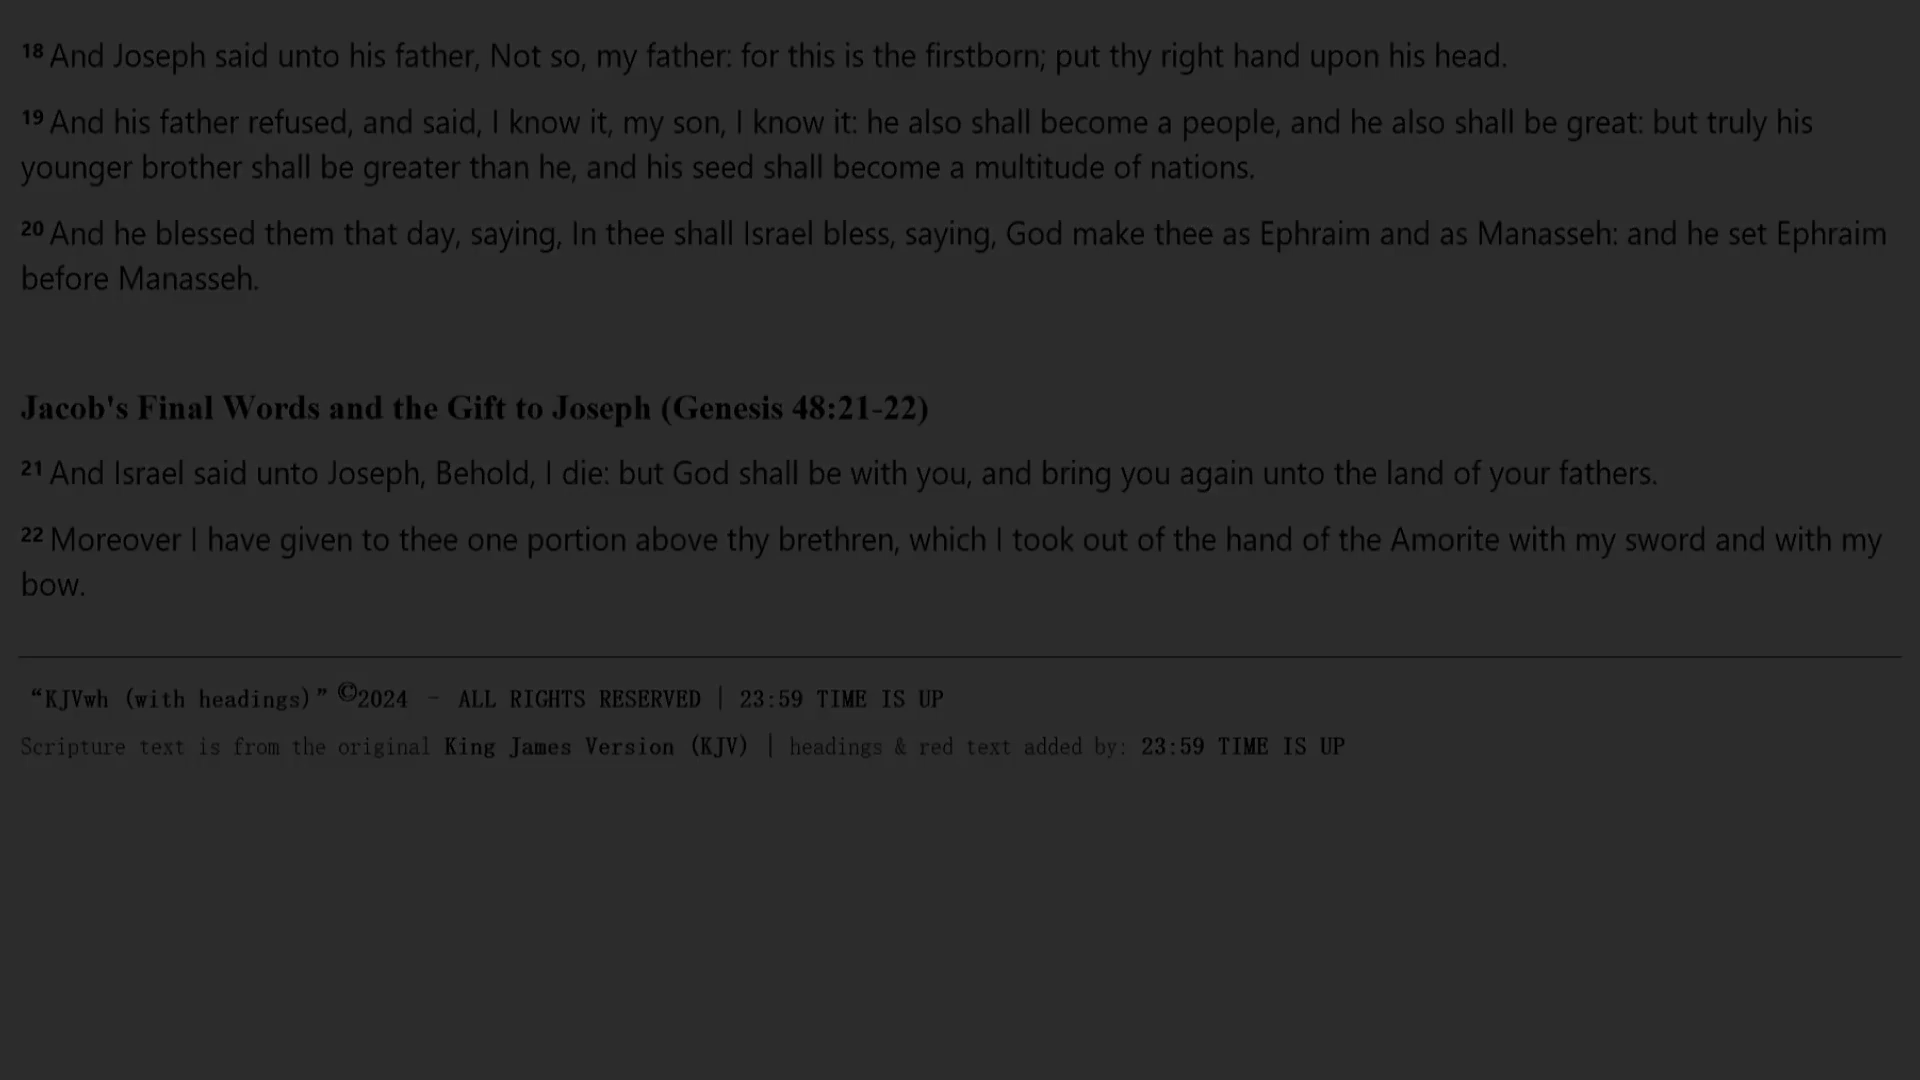 18 And Joseph said unto his father, Not so, my father: for this is the firstborn; put thy right hand upon his head.
19 And his father refused, and said, I know it, my son, I know it: he also shall become a people, and he also shall be great: but truly his
younger brother shall be greater than he, and his seed shall become a multitude of nations.
20 And he blessed them that day, saying, In thee shall Israel bless, saying, God make thee as Ephraim and as Manasseh: and he set Ephraim
before Manasseh.
Jacob's Final Words and the Gift to Joseph (Genesis 48:21-22)
21 And Israel said unto Joseph, Behold, I die: but God shall be with you, and bring you again unto the land of your fathers.
22 Moreover I have given to thee one portion above thy brethren, which I took out of the hand of the Amorite with my sword and with my
bow.
“KJVwh (with headings)” ©2024 - ALL RIGHTS RESERVED | 23:59 TIME IS UP
Scripture text is from the original King James Version (KJV) | headings & red text added by: 23:59 TIME IS UP